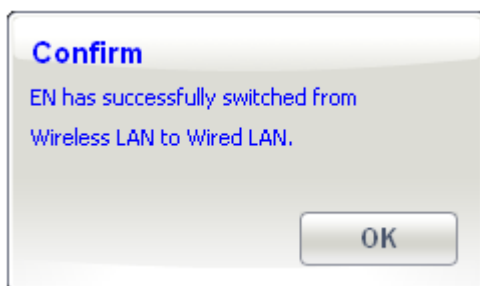 Confirm
EN has successfully switched from
Wireless LAN to Wired LAN.
OK